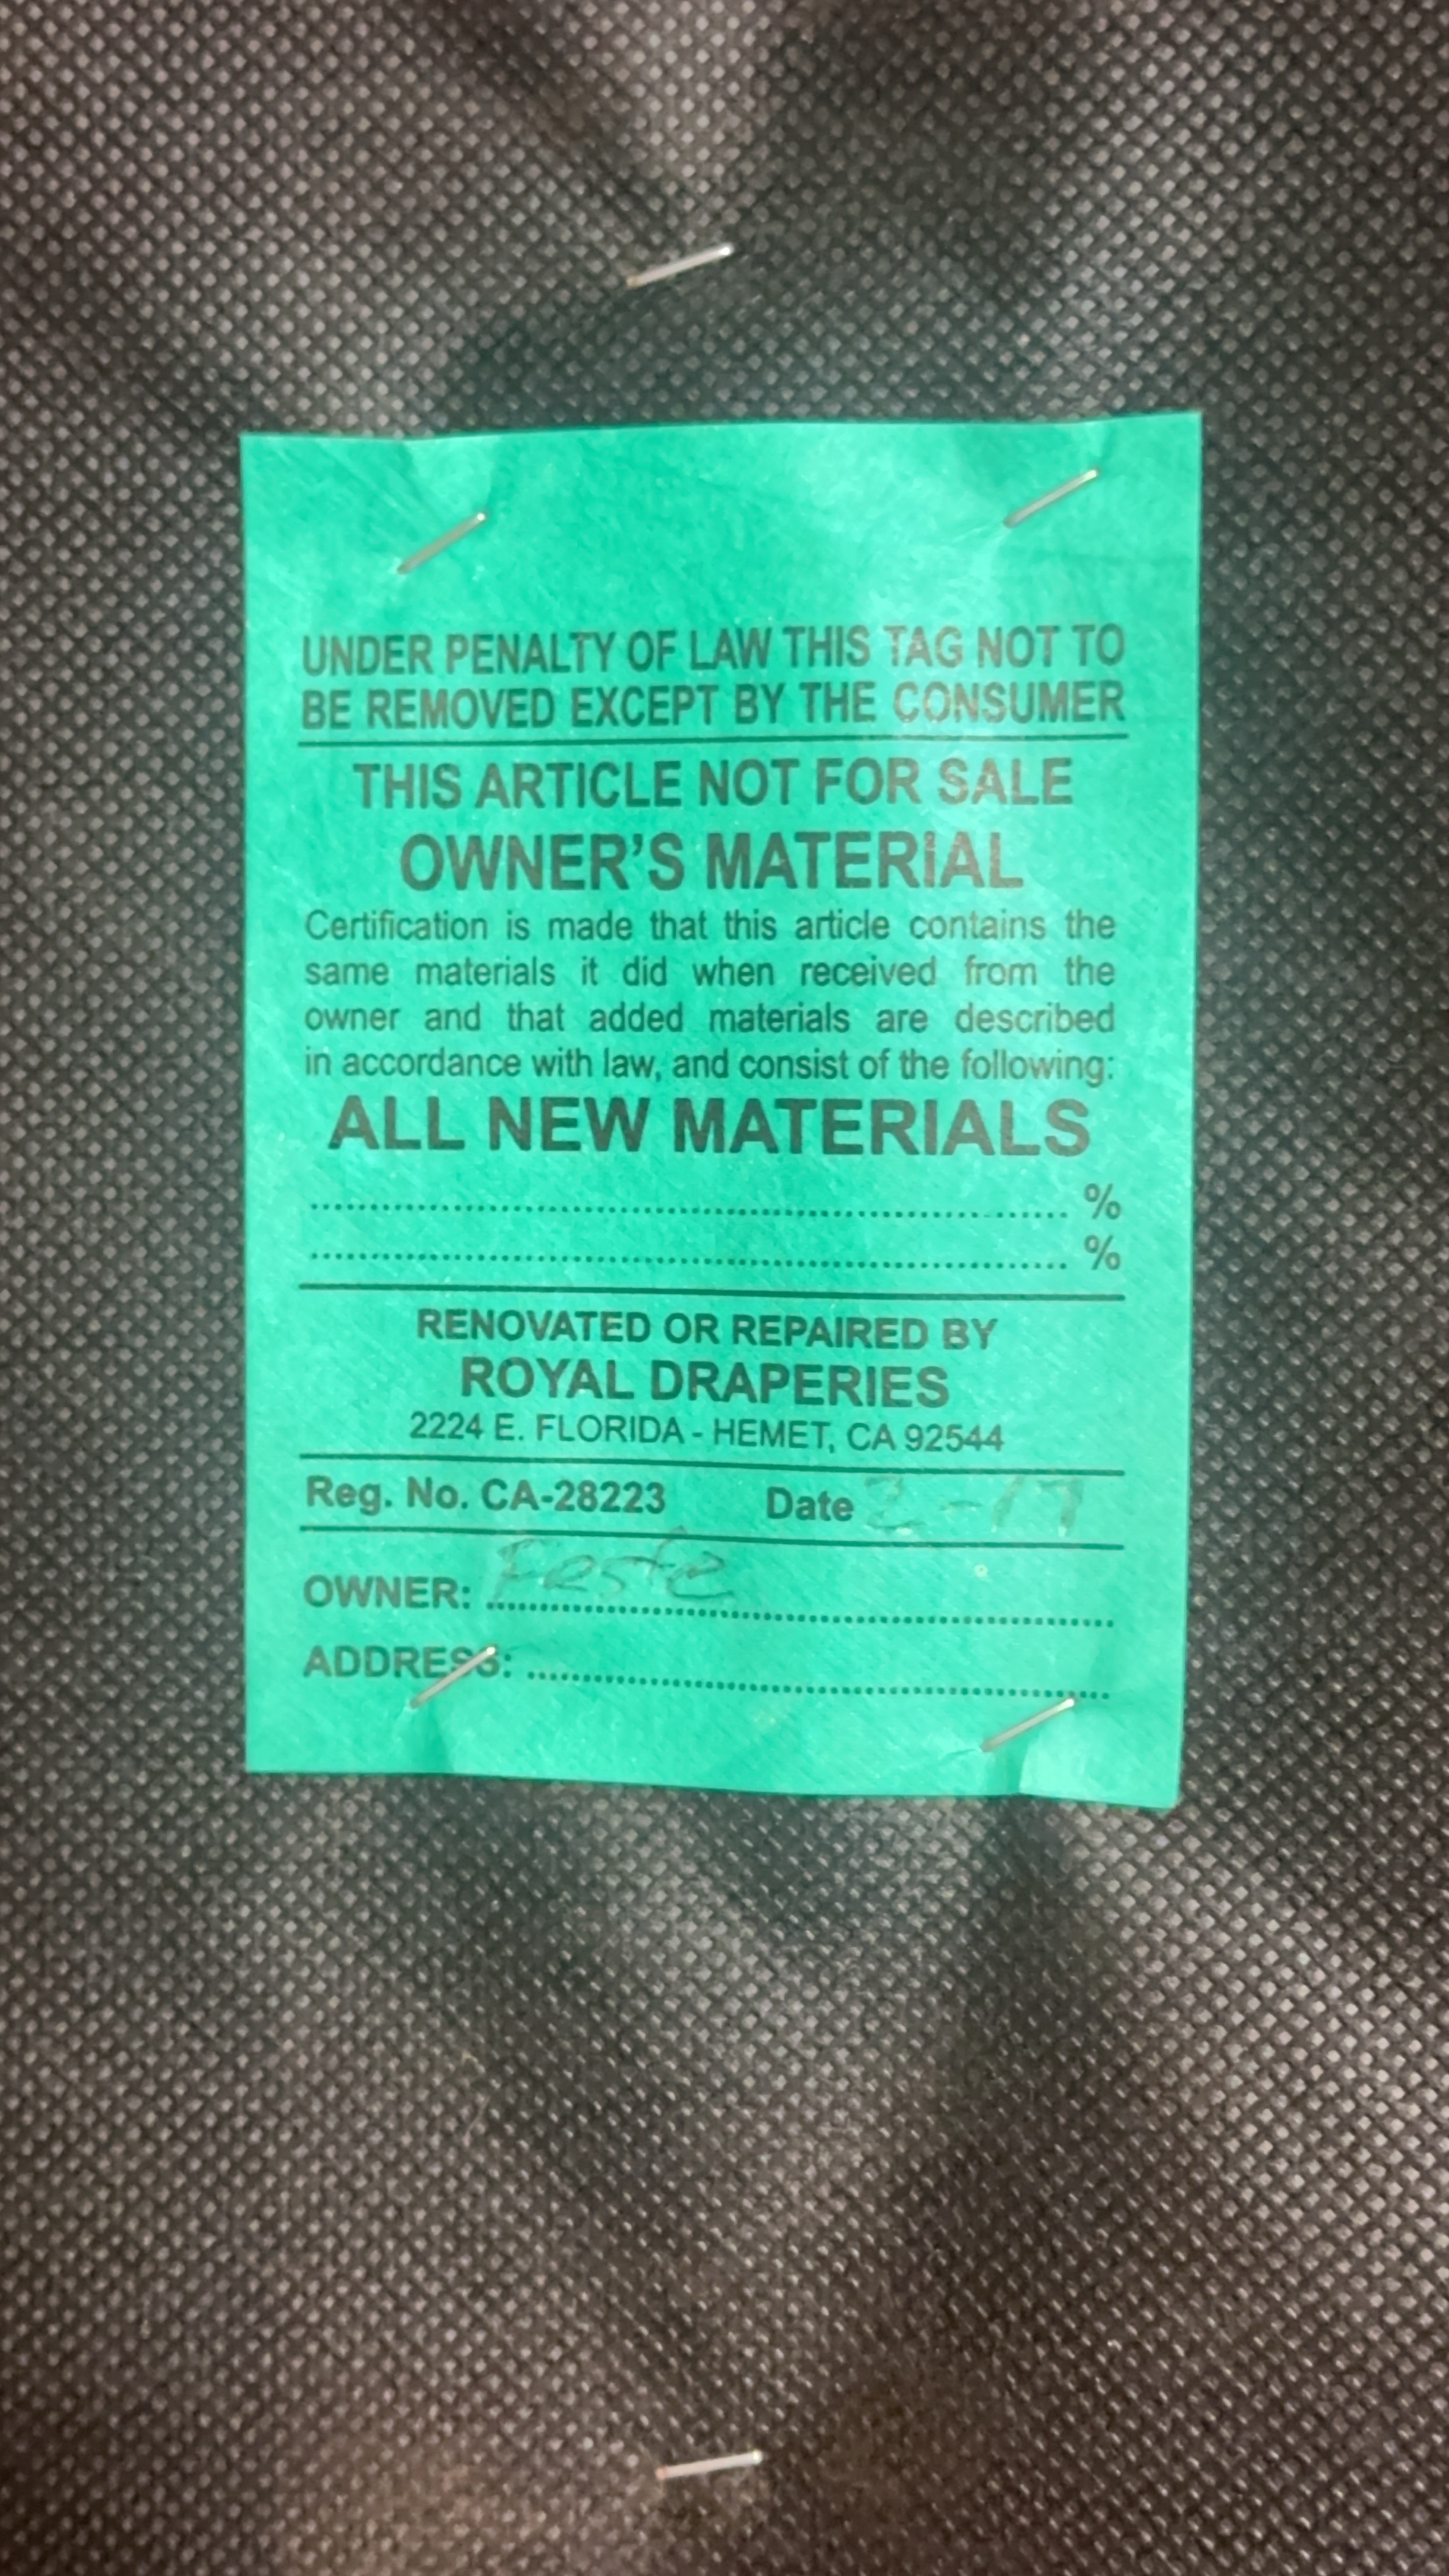 UNDER PENALTY OF LAW THIS TAG NOT TO
BE REMOVED EXCEPT BY THE CONSUMER
THIS ARTICLE NOT FOR SALE
OWNER'S MATERIAL
Certification is made that this article contains the
same materials it did when received from the
owner and that added materials are described
in accordance with law, and consist of the following:
ALL NEW MATERIALS
%
%
RENOVATED OR REPAIRED BY
ROYAL DRAPERIES
2224 E. FLORIDA - HEMET, CA 92544
Reg. No. CA-28223 Date 2-17
OWNER: Feste
ADDRESS: